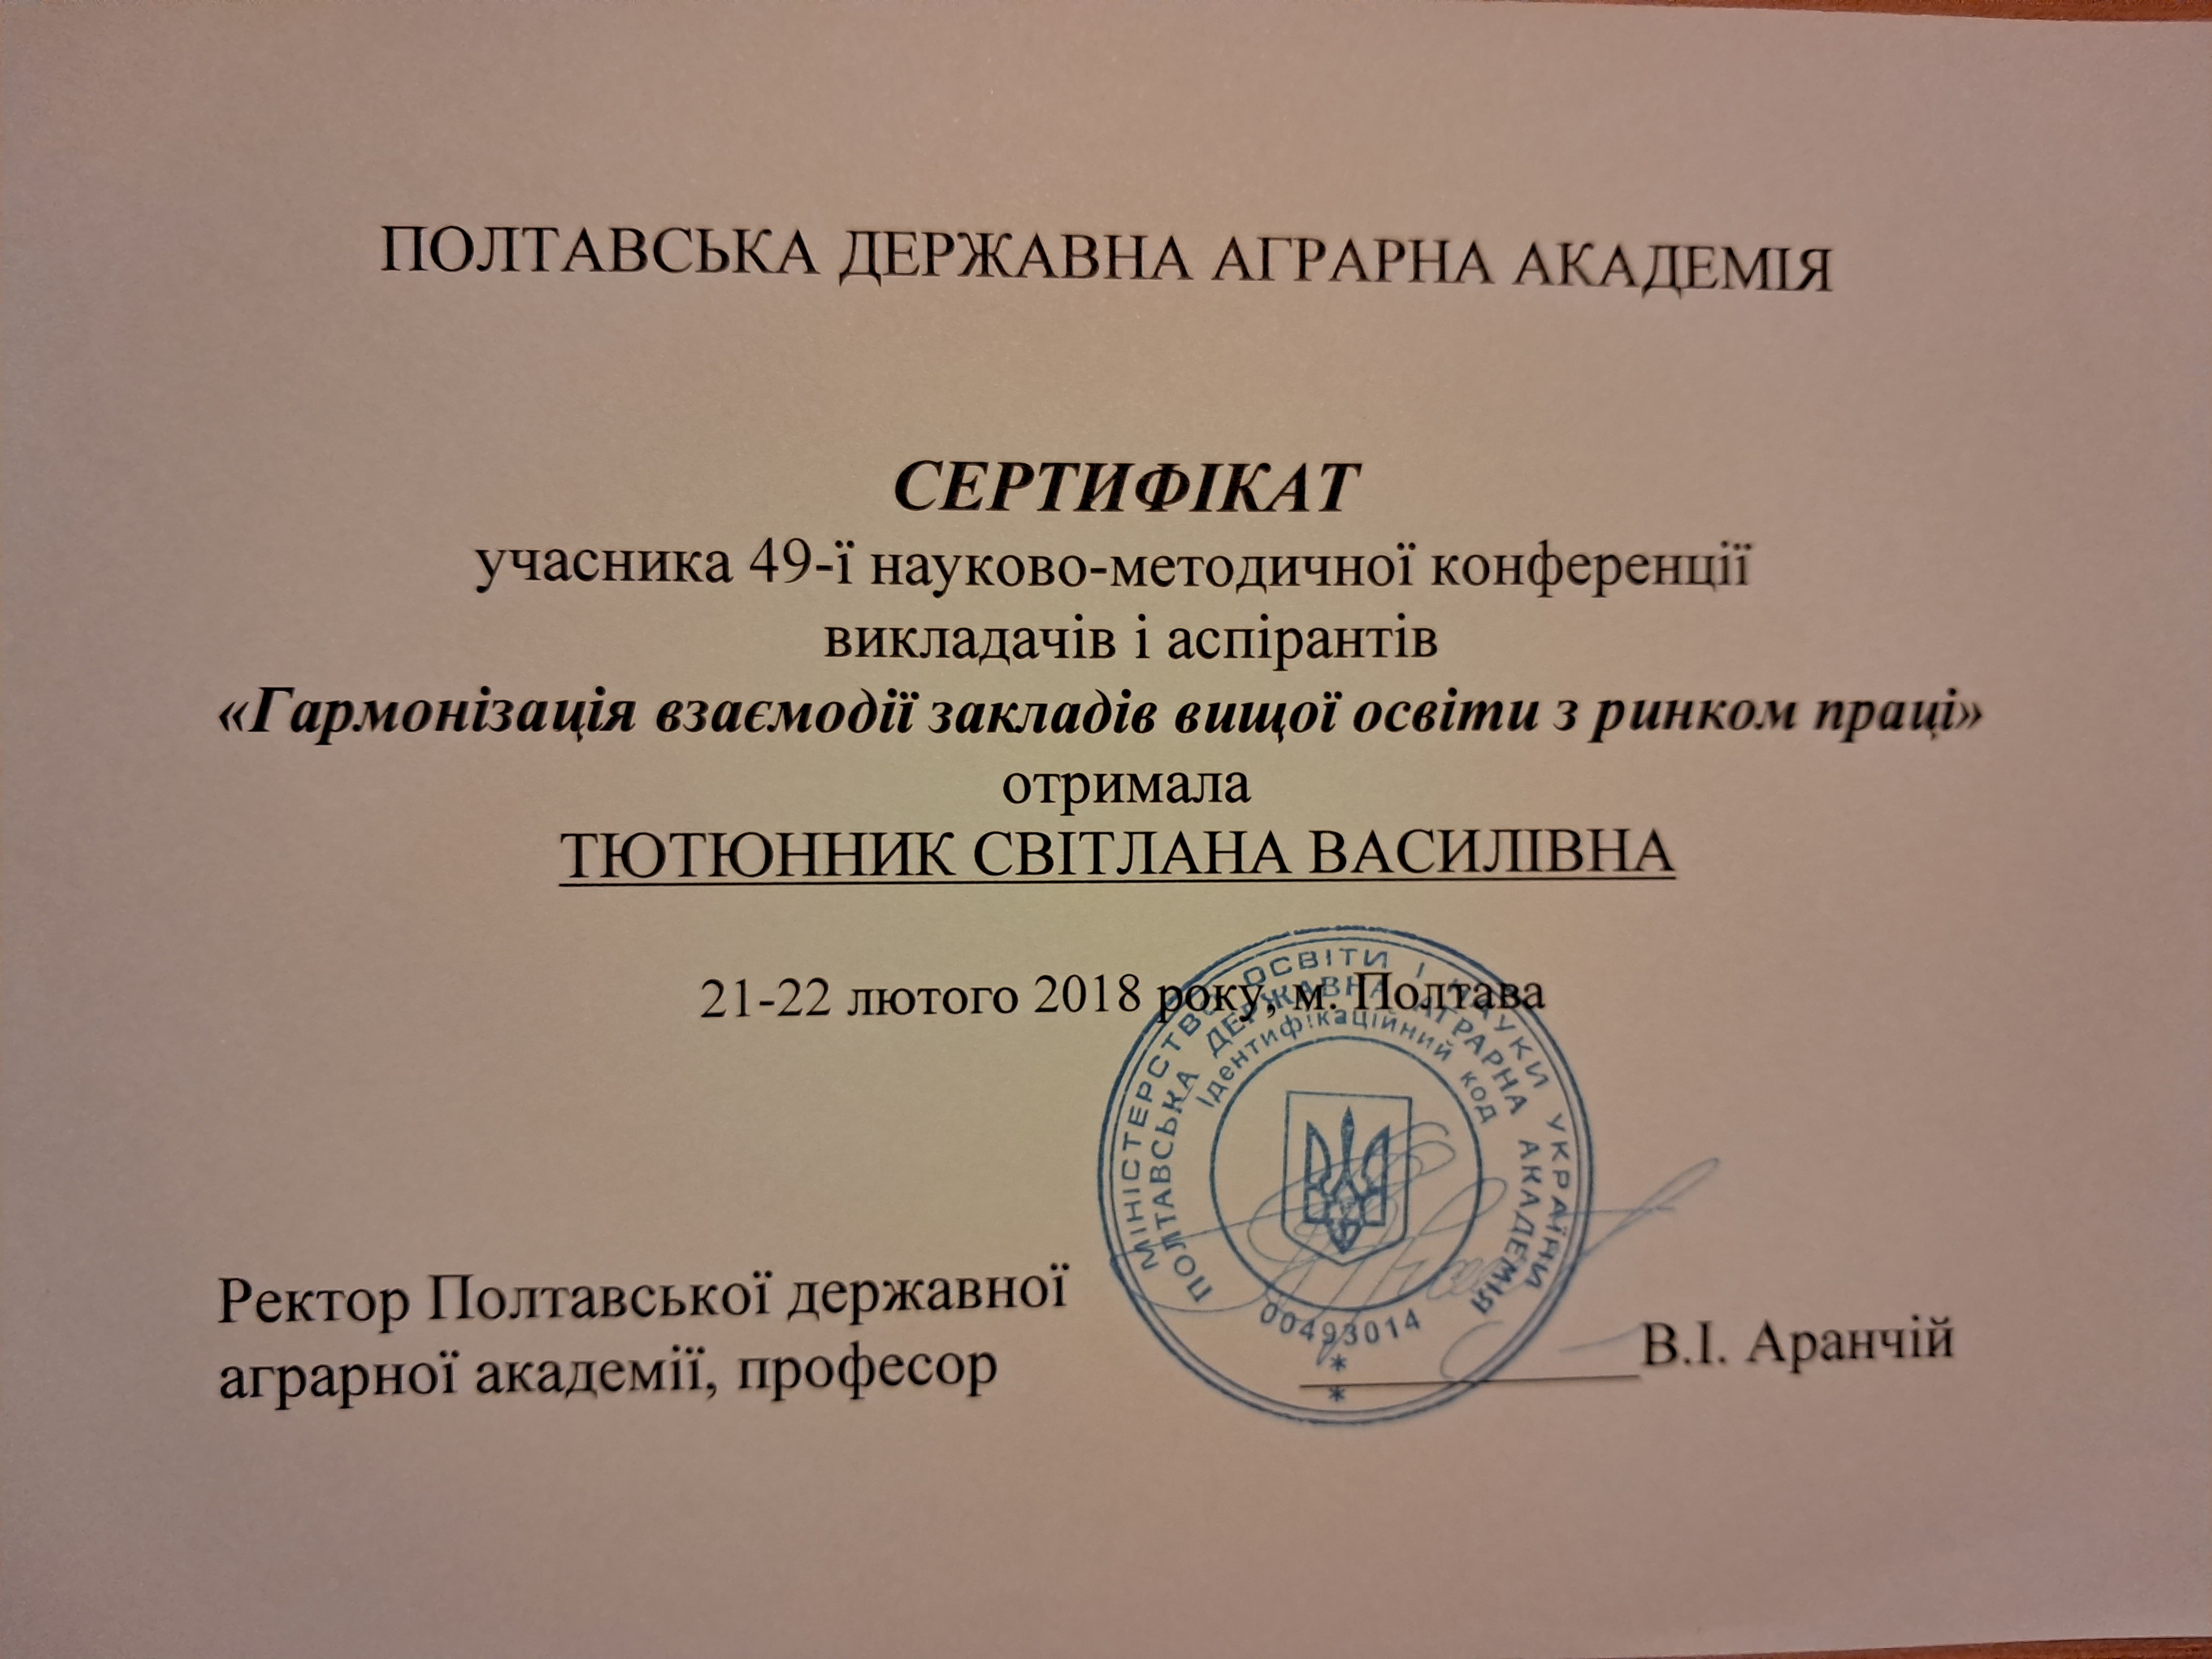 ПОЛТАВСЬКА ДЕРЖАВНА АГРАРНА АКАДЕМІЯ
СЕРТИФІКАТ
учасника 49-ї науково-методичної конференції
викладачів і аспірантів
«Гармонізація взаємодії закладів вищої освіти з ринком праці»
отримала
ТЮТЮННИК СВІТЛАНА ВАСИЛІВНА
21-22 лютого 2018 року, м. Полтава
МІНІСТЕРСТВО ОСВІТИ І НАУКИ УКРАЇНИ
ПОЛТАВСЬКА ДЕРЖАВНА АГРАРНА АКАДЕМІЯ
Ідентифікаційний код
00493014
Ректор Полтавської державної
аграрної академії, професор
В.І. Аранчій